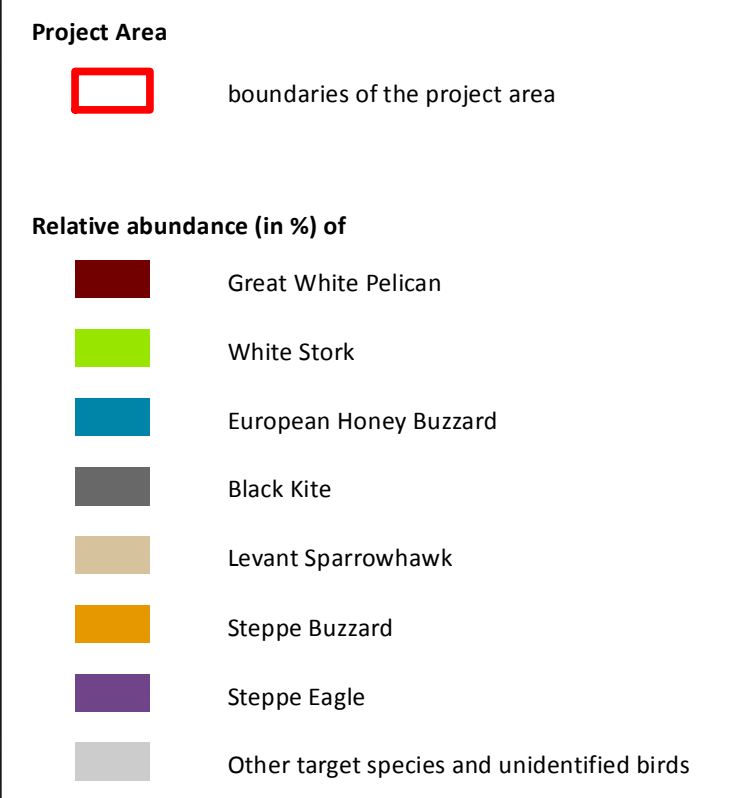 Project Area
boundaries of the project area
Relative abundance (in %) of
Great White Pelican
White Stork
European Honey Buzzard
Black Kite
Levant Sparrowhawk
Steppe Buzzard
Steppe Eagle
Other target species and unidentified birds